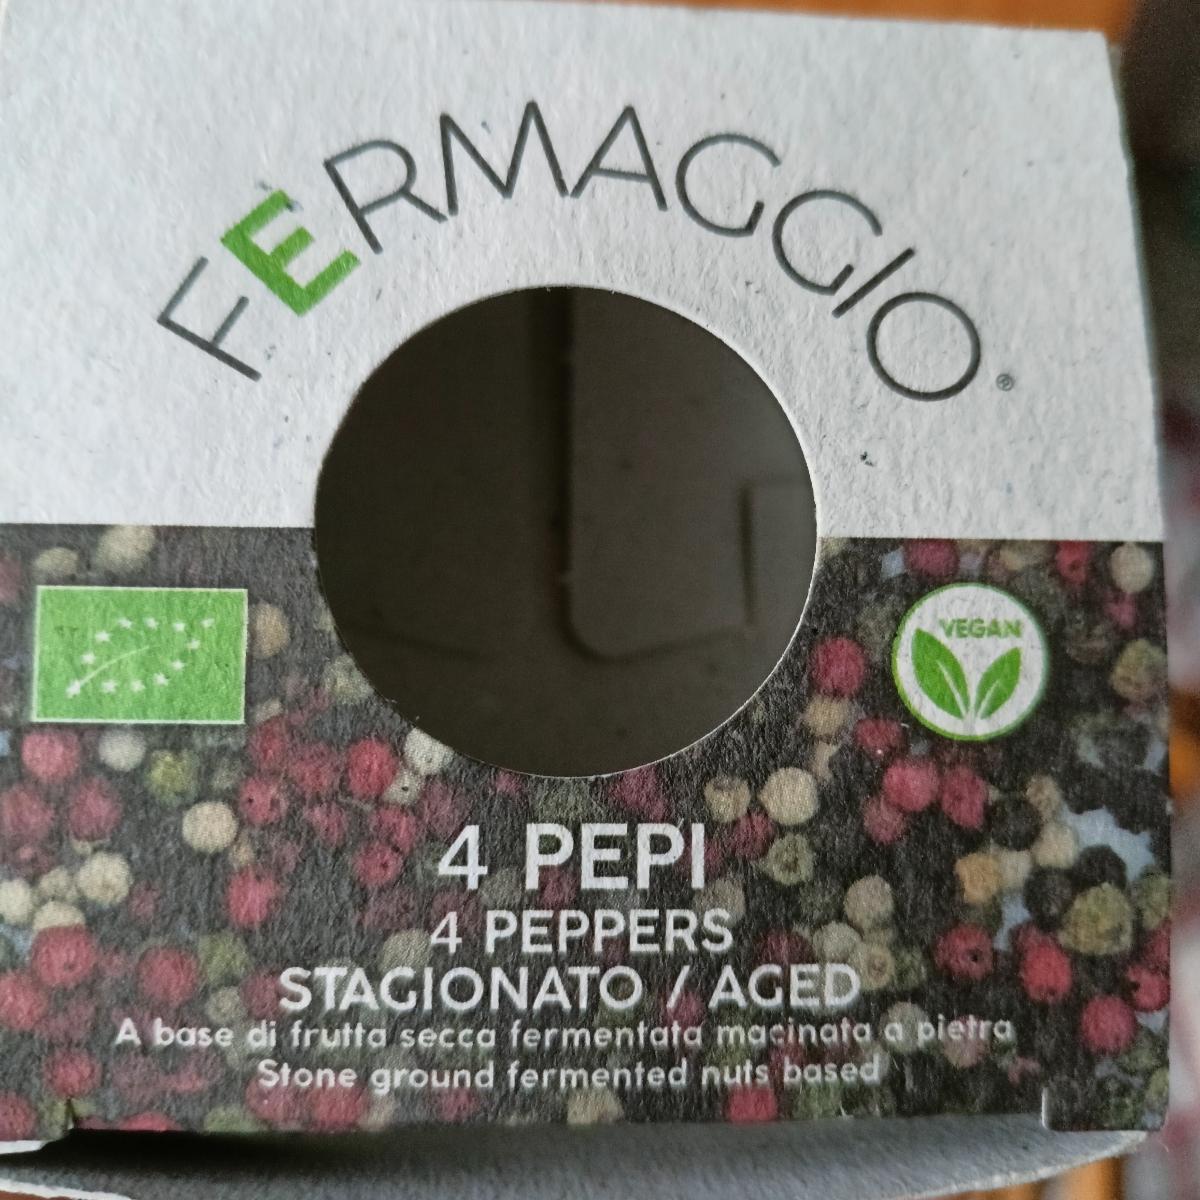 FERMAGGIO®
VEGAN
4 PEPI
4 PEPPERS
STAGIONATO / AGED
A base di frutta secca fermentata macinata a pietra
Stone ground fermented nuts based